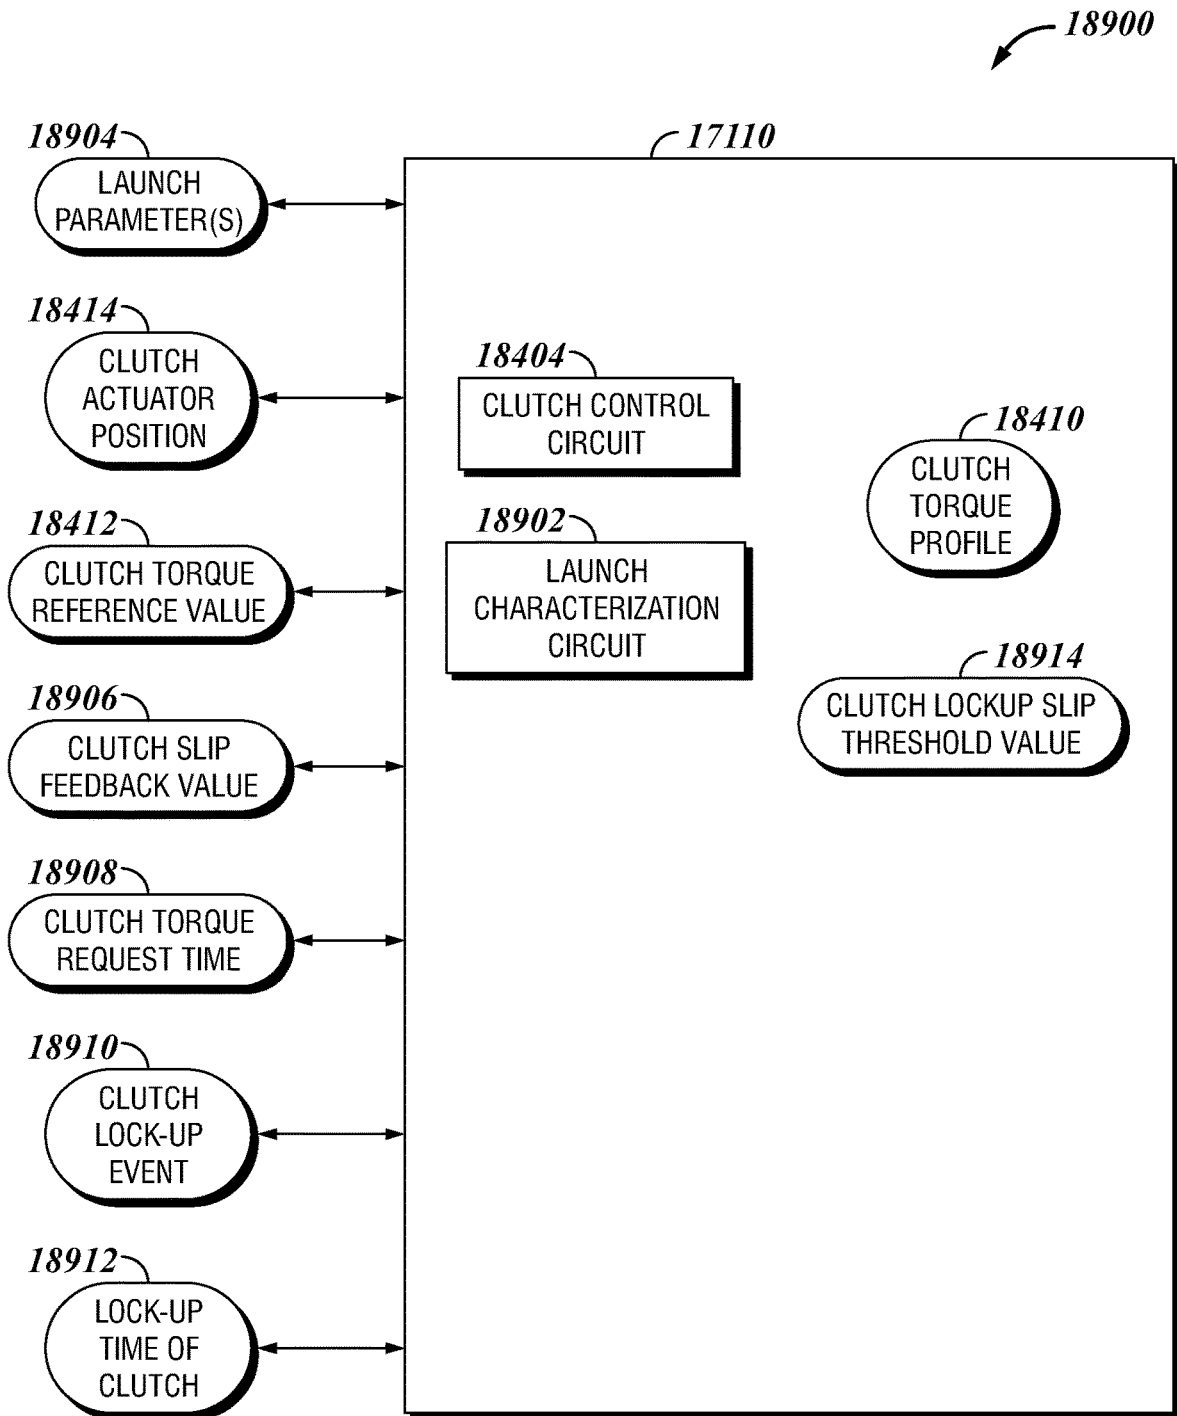 18900
18904
LAUNCH
PARAMETER(S)
17110
18414
CLUTCH
ACTUATOR
POSITION
18404
CLUTCH CONTROL
CIRCUIT
18410
CLUTCH
TORQUE
PROFILE
18412
CLUTCH TORQUE
REFERENCE VALUE
18902
LAUNCH
CHARACTERIZATION
CIRCUIT
18914
CLUTCH LOCKUP SLIP
THRESHOLD VALUE
18906
CLUTCH SLIP
FEEDBACK VALUE
18908
CLUTCH TORQUE
REQUEST TIME
18910
CLUTCH
LOCK-UP
EVENT
18912
LOCK-UP
TIME OF
CLUTCH